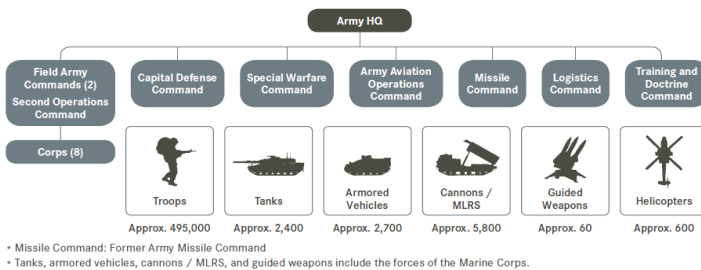 Army HQ
Field Army
Commands (2)
Second Operations
Command
Capital Defense
Command
Special Warfare
Command
Army Aviation
Operations
Command
Missile
Command
Logistics
Command
Training and
Doctrine
Command
Corps (8)
Troops
Tanks
Armored
Vehicles
Cannons /
MLRS
Guided
Weapons
Helicopters
Approx. 495,000
Approx. 2,400
Approx. 2,700
Approx. 5,800
Approx. 60
Approx. 600
* Missile Command: Former Army Missile Command
* Tanks, armored vehicles, cannons / MLRS, and guided weapons include the forces of the Marine Corps.